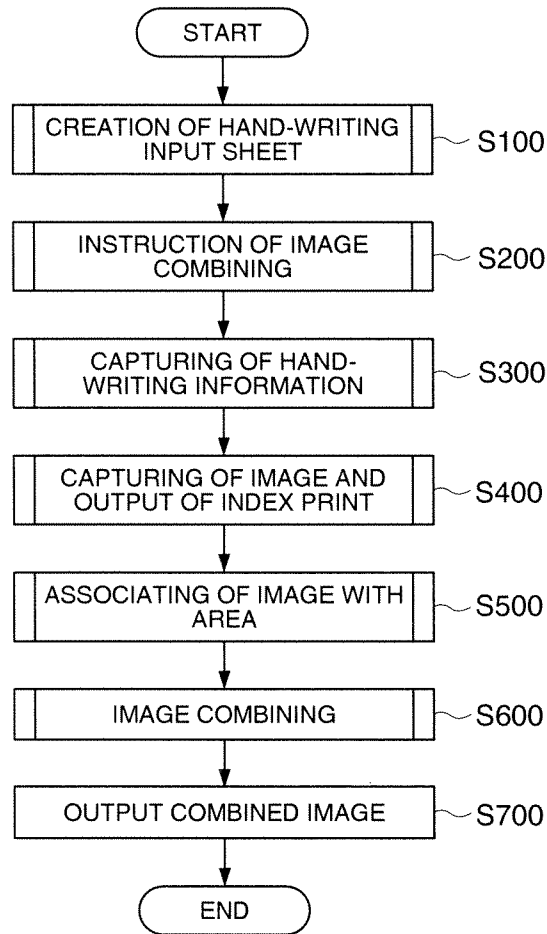 START
CREATION OF HAND-WRITING
INPUT SHEET
S100
INSTRUCTION OF IMAGE
COMBINING
S200
CAPTURING OF HAND-
WRITING INFORMATION
S300
CAPTURING OF IMAGE AND
OUTPUT OF INDEX PRINT
S400
ASSOCIATING OF IMAGE WITH
AREA
S500
IMAGE COMBINING
S600
OUTPUT COMBINED IMAGE
S700
END